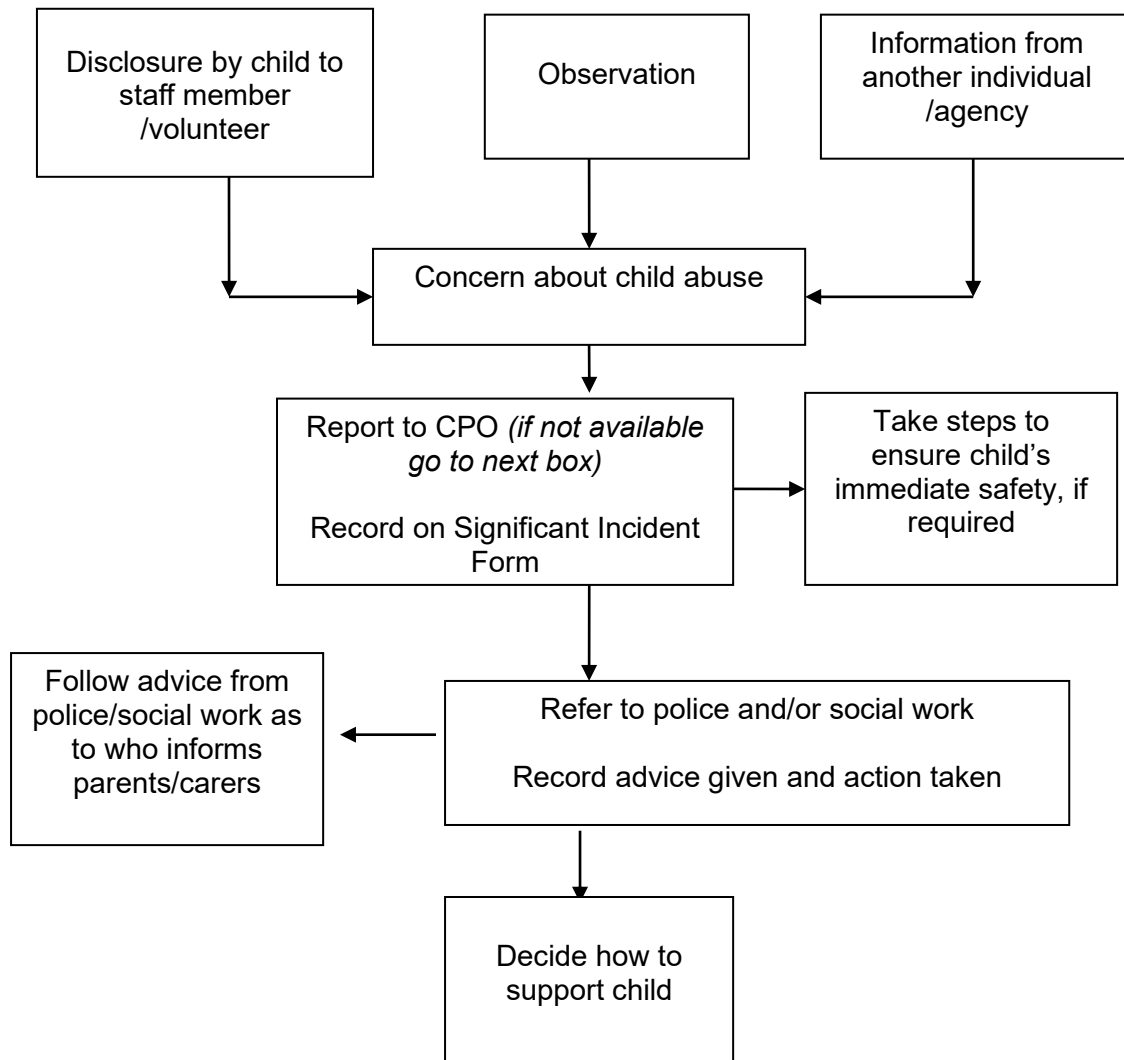 Disclosure by child to
staff member
/volunteer
Observation
Information from
another individual
/agency
Concern about child abuse
Report to CPO (if not available
go to next box)
Record on Significant Incident
Form
Take steps to
ensure child’s
immediate safety, if
required
Follow advice from
police/social work as
to who informs
parents/carers
Refer to police and/or social work
Record advice given and action taken
Decide how to
support child